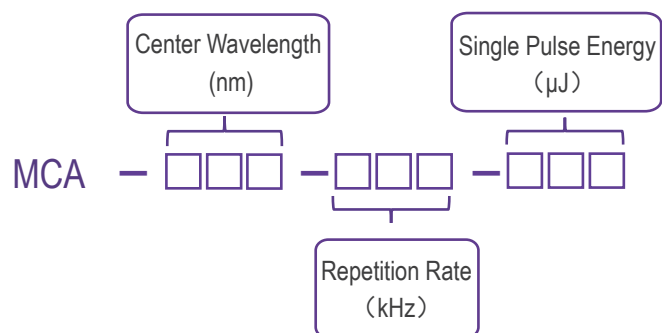 Center Wavelength
(nm)
Single Pulse Energy
（μJ）
MCA － □□□ － □□□ － □□□
Repetition Rate
（kHz）